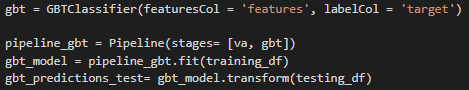 gbt = GBTClassifier(featuresCol = 'features', labelCol = 'target')
pipeline_gbt = Pipeline(stages= [va, gbt])
gbt_model = pipeline_gbt.fit(training_df)
gbt_predictions_test= gbt_model.transform(testing_df)